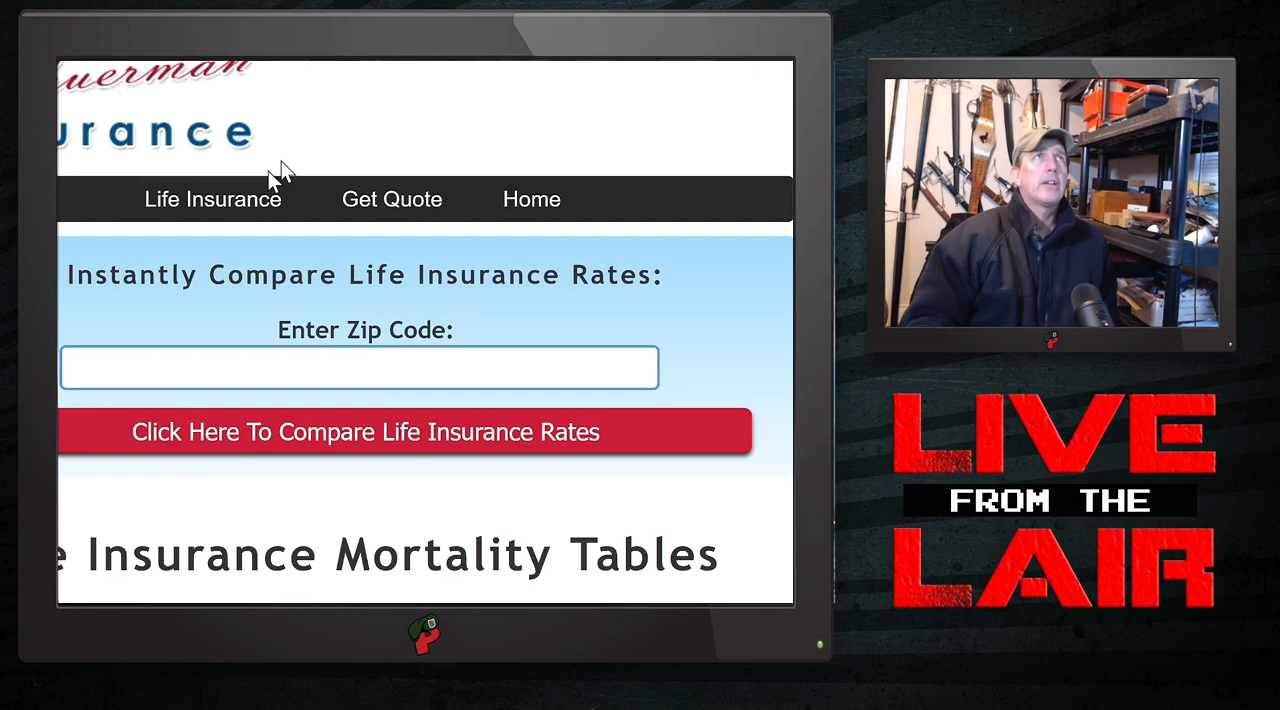 uerman
urance
Life Insurance Get Quote Home
Instantly Compare Life Insurance Rates:
Enter Zip Code:
Click Here To Compare Life Insurance Rates
e Insurance Mortality Tables
LIVE
FROM THE
LAIR